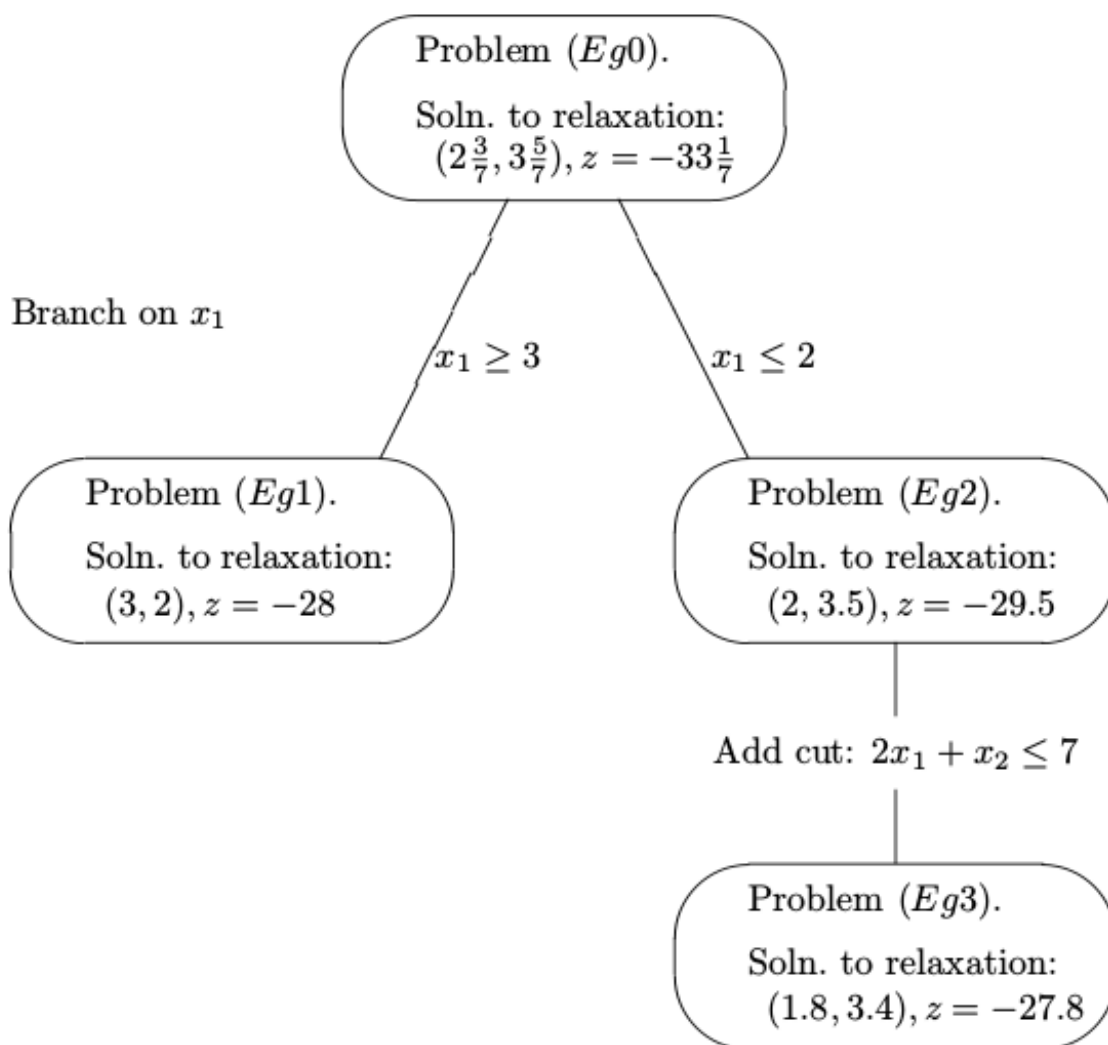 Problem (Eg0).
Soln. to relaxation:
(2 3/7, 3 5/7), z = −33 1/7
Branch on x₁
x₁ ≥ 3
x₁ ≤ 2
Problem (Eg1).
Soln. to relaxation:
(3, 2), z = −28
Problem (Eg2).
Soln. to relaxation:
(2, 3.5), z = −29.5
Add cut: 2x₁ + x₂ ≤ 7
Problem (Eg3).
Soln. to relaxation:
(1.8, 3.4), z = −27.8